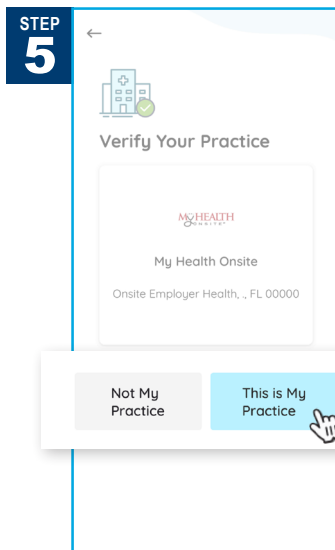 STEP
5
Verify Your Practice
MyHEALTH
ONSITE
My Health Onsite
Onsite Employer Health, ., FL 00000
Not My
Practice
This is My
Practice